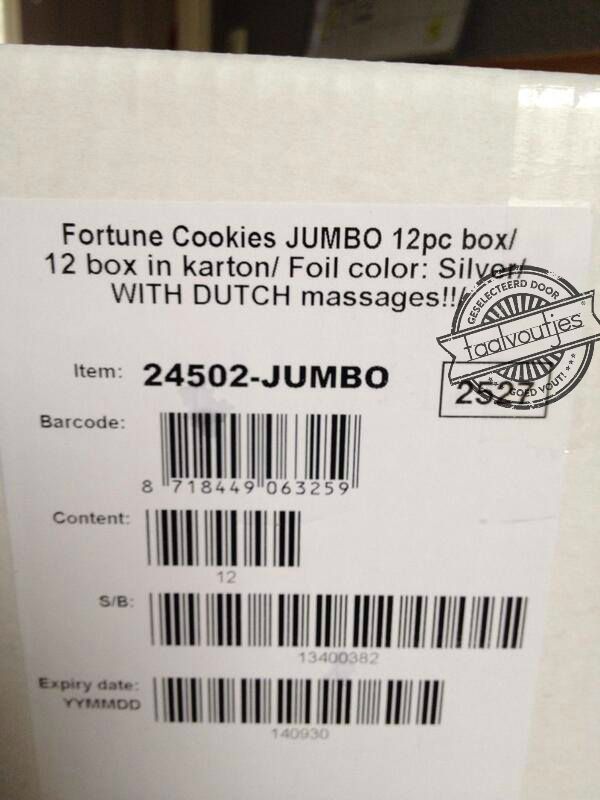 Fortune Cookies JUMBO 12pc box/
12 box in karton/ Foil color: Silver/
WITH DUTCH massages!!/
GESELECTEERD DOOR
taalvoutjes
GOED VOUT!
Item: 24502-JUMBO
2527
Barcode:
8 718449 063259
Content:
12
S/B:
13400382
Expiry date:
YYMMDD
140930